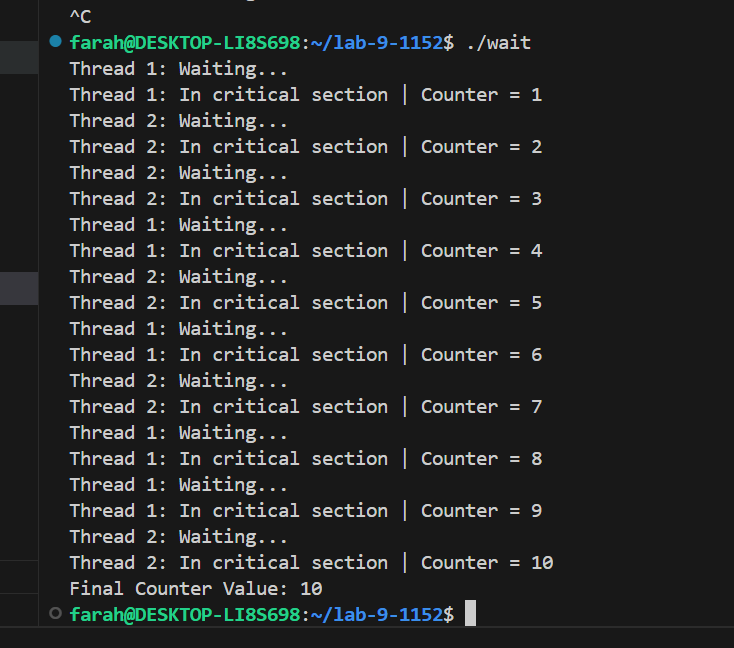 ^C
farah@DESKTOP-LI8S698:~/lab-9-1152$ ./wait
Thread 1: Waiting...
Thread 1: In critical section | Counter = 1
Thread 2: Waiting...
Thread 2: In critical section | Counter = 2
Thread 2: Waiting...
Thread 2: In critical section | Counter = 3
Thread 1: Waiting...
Thread 1: In critical section | Counter = 4
Thread 2: Waiting...
Thread 2: In critical section | Counter = 5
Thread 1: Waiting...
Thread 1: In critical section | Counter = 6
Thread 2: Waiting...
Thread 2: In critical section | Counter = 7
Thread 1: Waiting...
Thread 1: In critical section | Counter = 8
Thread 1: Waiting...
Thread 1: In critical section | Counter = 9
Thread 2: Waiting...
Thread 2: In critical section | Counter = 10
Final Counter Value: 10
farah@DESKTOP-LI8S698:~/lab-9-1152$